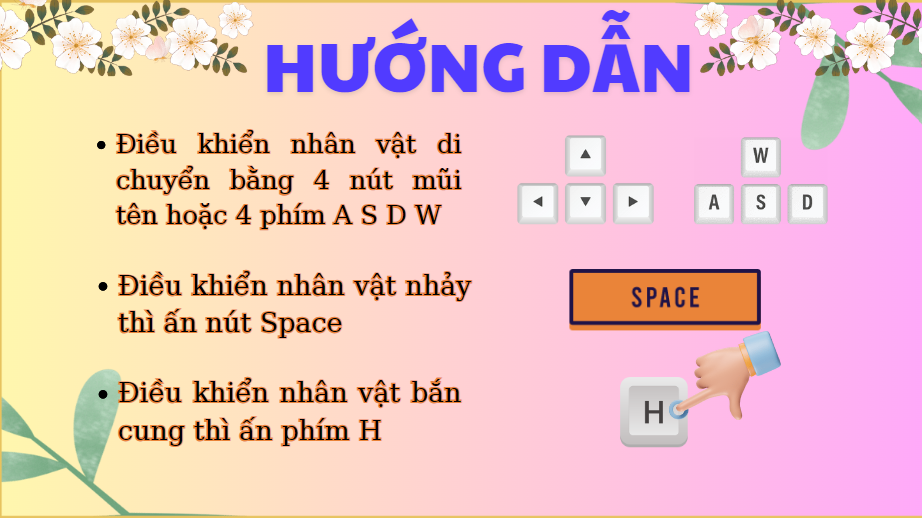 HƯỚNG DẪN
Điều khiển nhân vật di
chuyển bằng 4 nút mũi
tên hoặc 4 phím A S D W
W
A S D
Điều khiển nhân vật nhảy
thì ấn nút Space
SPACE
Điều khiển nhân vật bắn
cung thì ấn phím H
H